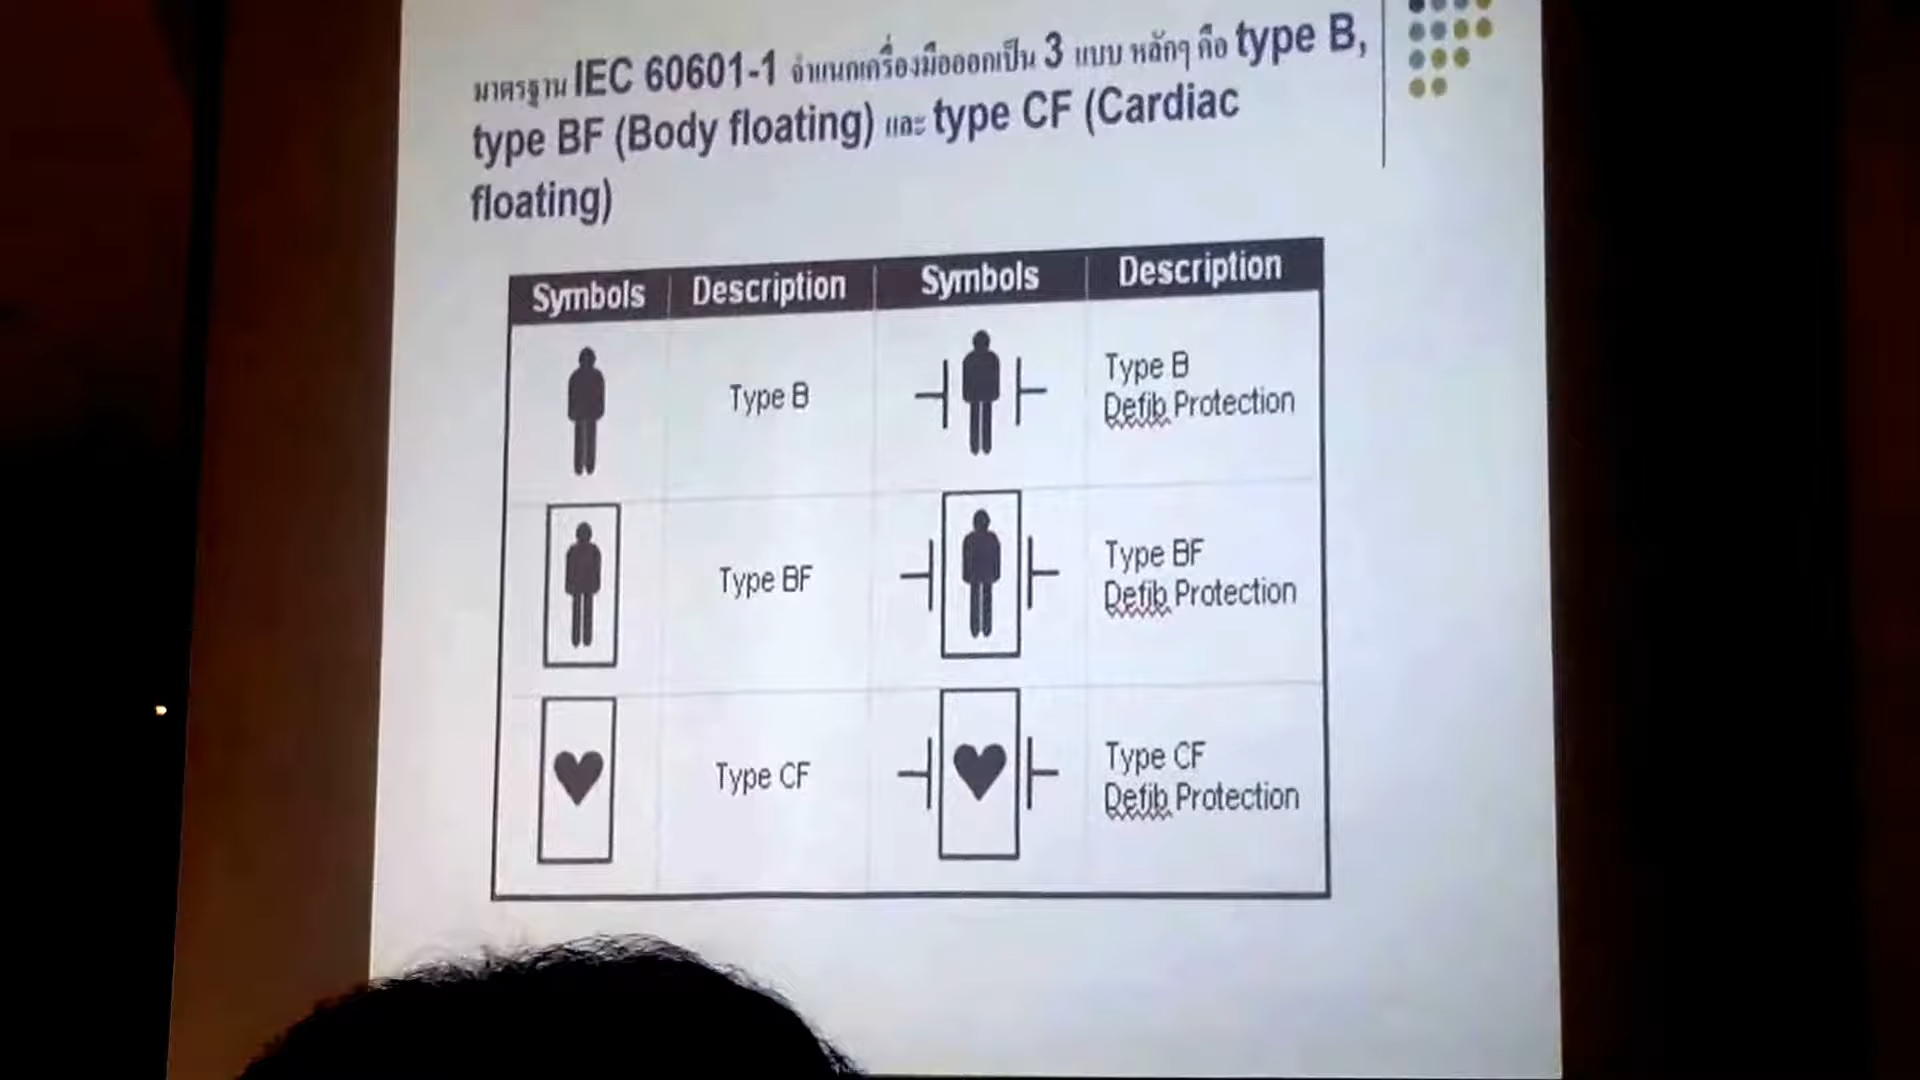 มาตรฐาน IEC 60601-1 จำแนกเครื่องมือออกเป็น 3 แบบ หลักๆ คือ type B,
type BF (Body floating) และ type CF (Cardiac
floating)
Symbols Description Symbols Description
Type B
Type B
Defib Protection
Type BF
Type BF
Defib Protection
Type CF
Type CF
Defib Protection